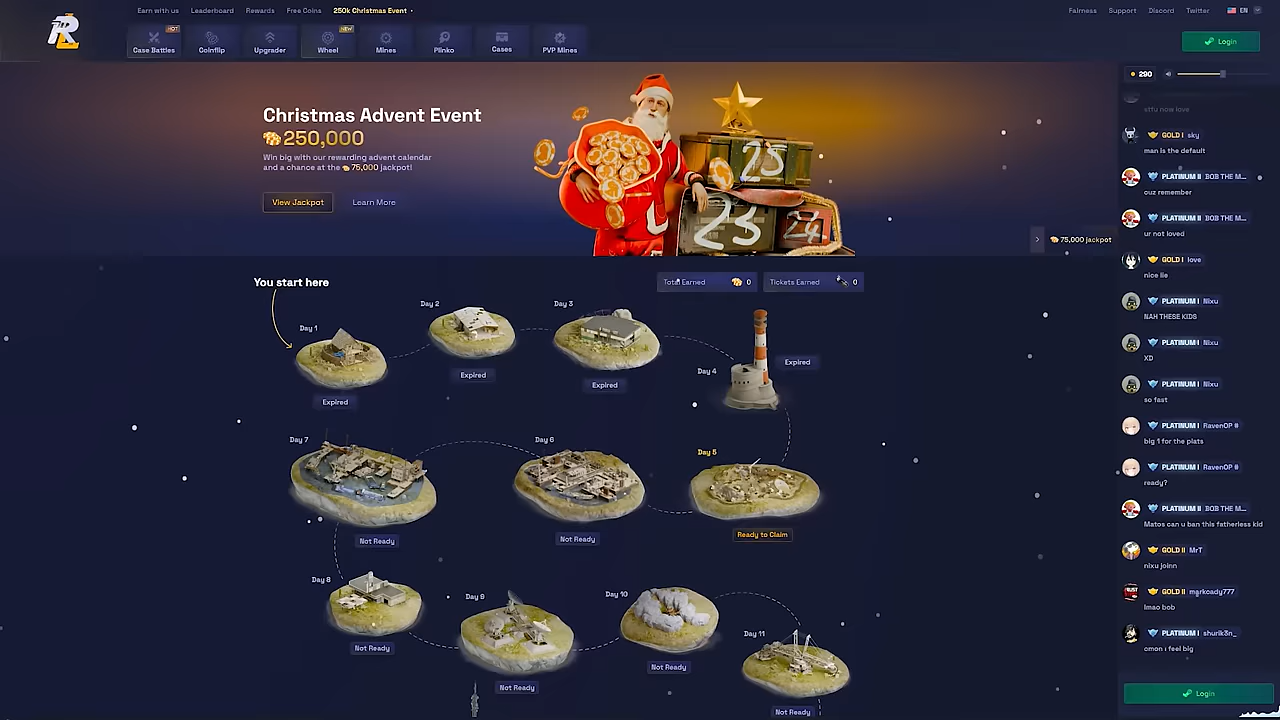 Earn with us Leaderboard Rewards Free Coins 250k Christmas Event
Fairness Support Discord Twitter EN
HOT
NEW
Case Battles Coinflip Upgrader Wheel Mines Plinko Cases PVP Mines
Login
290
Christmas Advent Event
250,000
Win big with our rewarding advent calendar
and a chance at the 75,000 jackpot!
View Jackpot Learn More
25
23
24
75,000 jackpot
You start here
Total Earned 0
Tickets Earned 0
Day 1
Expired
Day 2
Expired
Day 3
Expired
Day 4
Expired
Day 5
Ready to Claim
Day 6
Not Ready
Day 7
Not Ready
Day 8
Not Ready
Day 9
Not Ready
Day 10
Not Ready
Day 11
Not Ready
stfu now love
GOLD I sky
man is the default
PLATINUM II BOB THE M...
cuz remember
PLATINUM II BOB THE M...
ur not loved
GOLD I love
nice lie
PLATINUM I Nixu
NAH THESE KIDS
PLATINUM I Nixu
XD
PLATINUM I Nixu
so fast
PLATINUM I RavenOP #
big 1 for the plats
PLATINUM I RavenOP #
ready?
PLATINUM II BOB THE M...
Matos can u ban this fatherless kid
GOLD II MrT
nixu joinn
GOLD II markcady777
lmao bob
PLATINUM I shurik3n_
cmon i feel big
Login